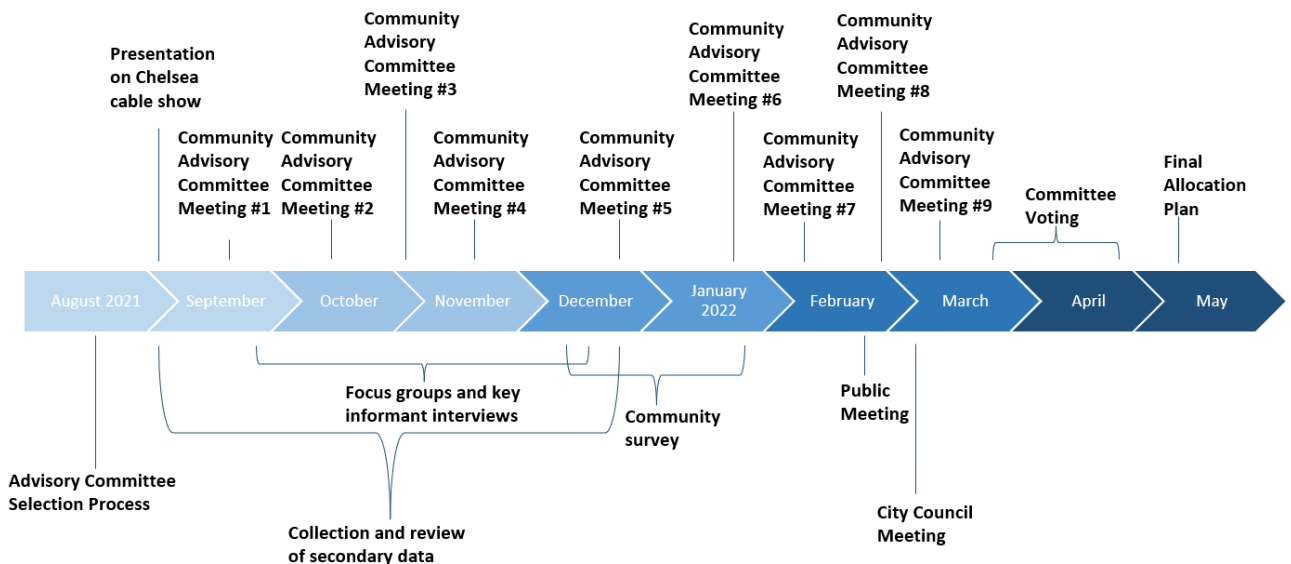 Presentation
on Chelsea
cable show
Community
Advisory
Committee
Meeting #1
Community
Advisory
Committee
Meeting #2
Community
Advisory
Committee
Meeting #3
Community
Advisory
Committee
Meeting #4
Community
Advisory
Committee
Meeting #5
Community
Advisory
Committee
Meeting #6
Community
Advisory
Committee
Meeting #7
Community
Advisory
Committee
Meeting #8
Community
Advisory
Committee
Meeting #9
Committee
Voting
Final
Allocation
Plan
August 2021
September
October
November
December
January
2022
February
March
April
May
Advisory Committee
Selection Process
Focus groups and key
informant interviews
Collection and review
of secondary data
Community
survey
Public
Meeting
City Council
Meeting